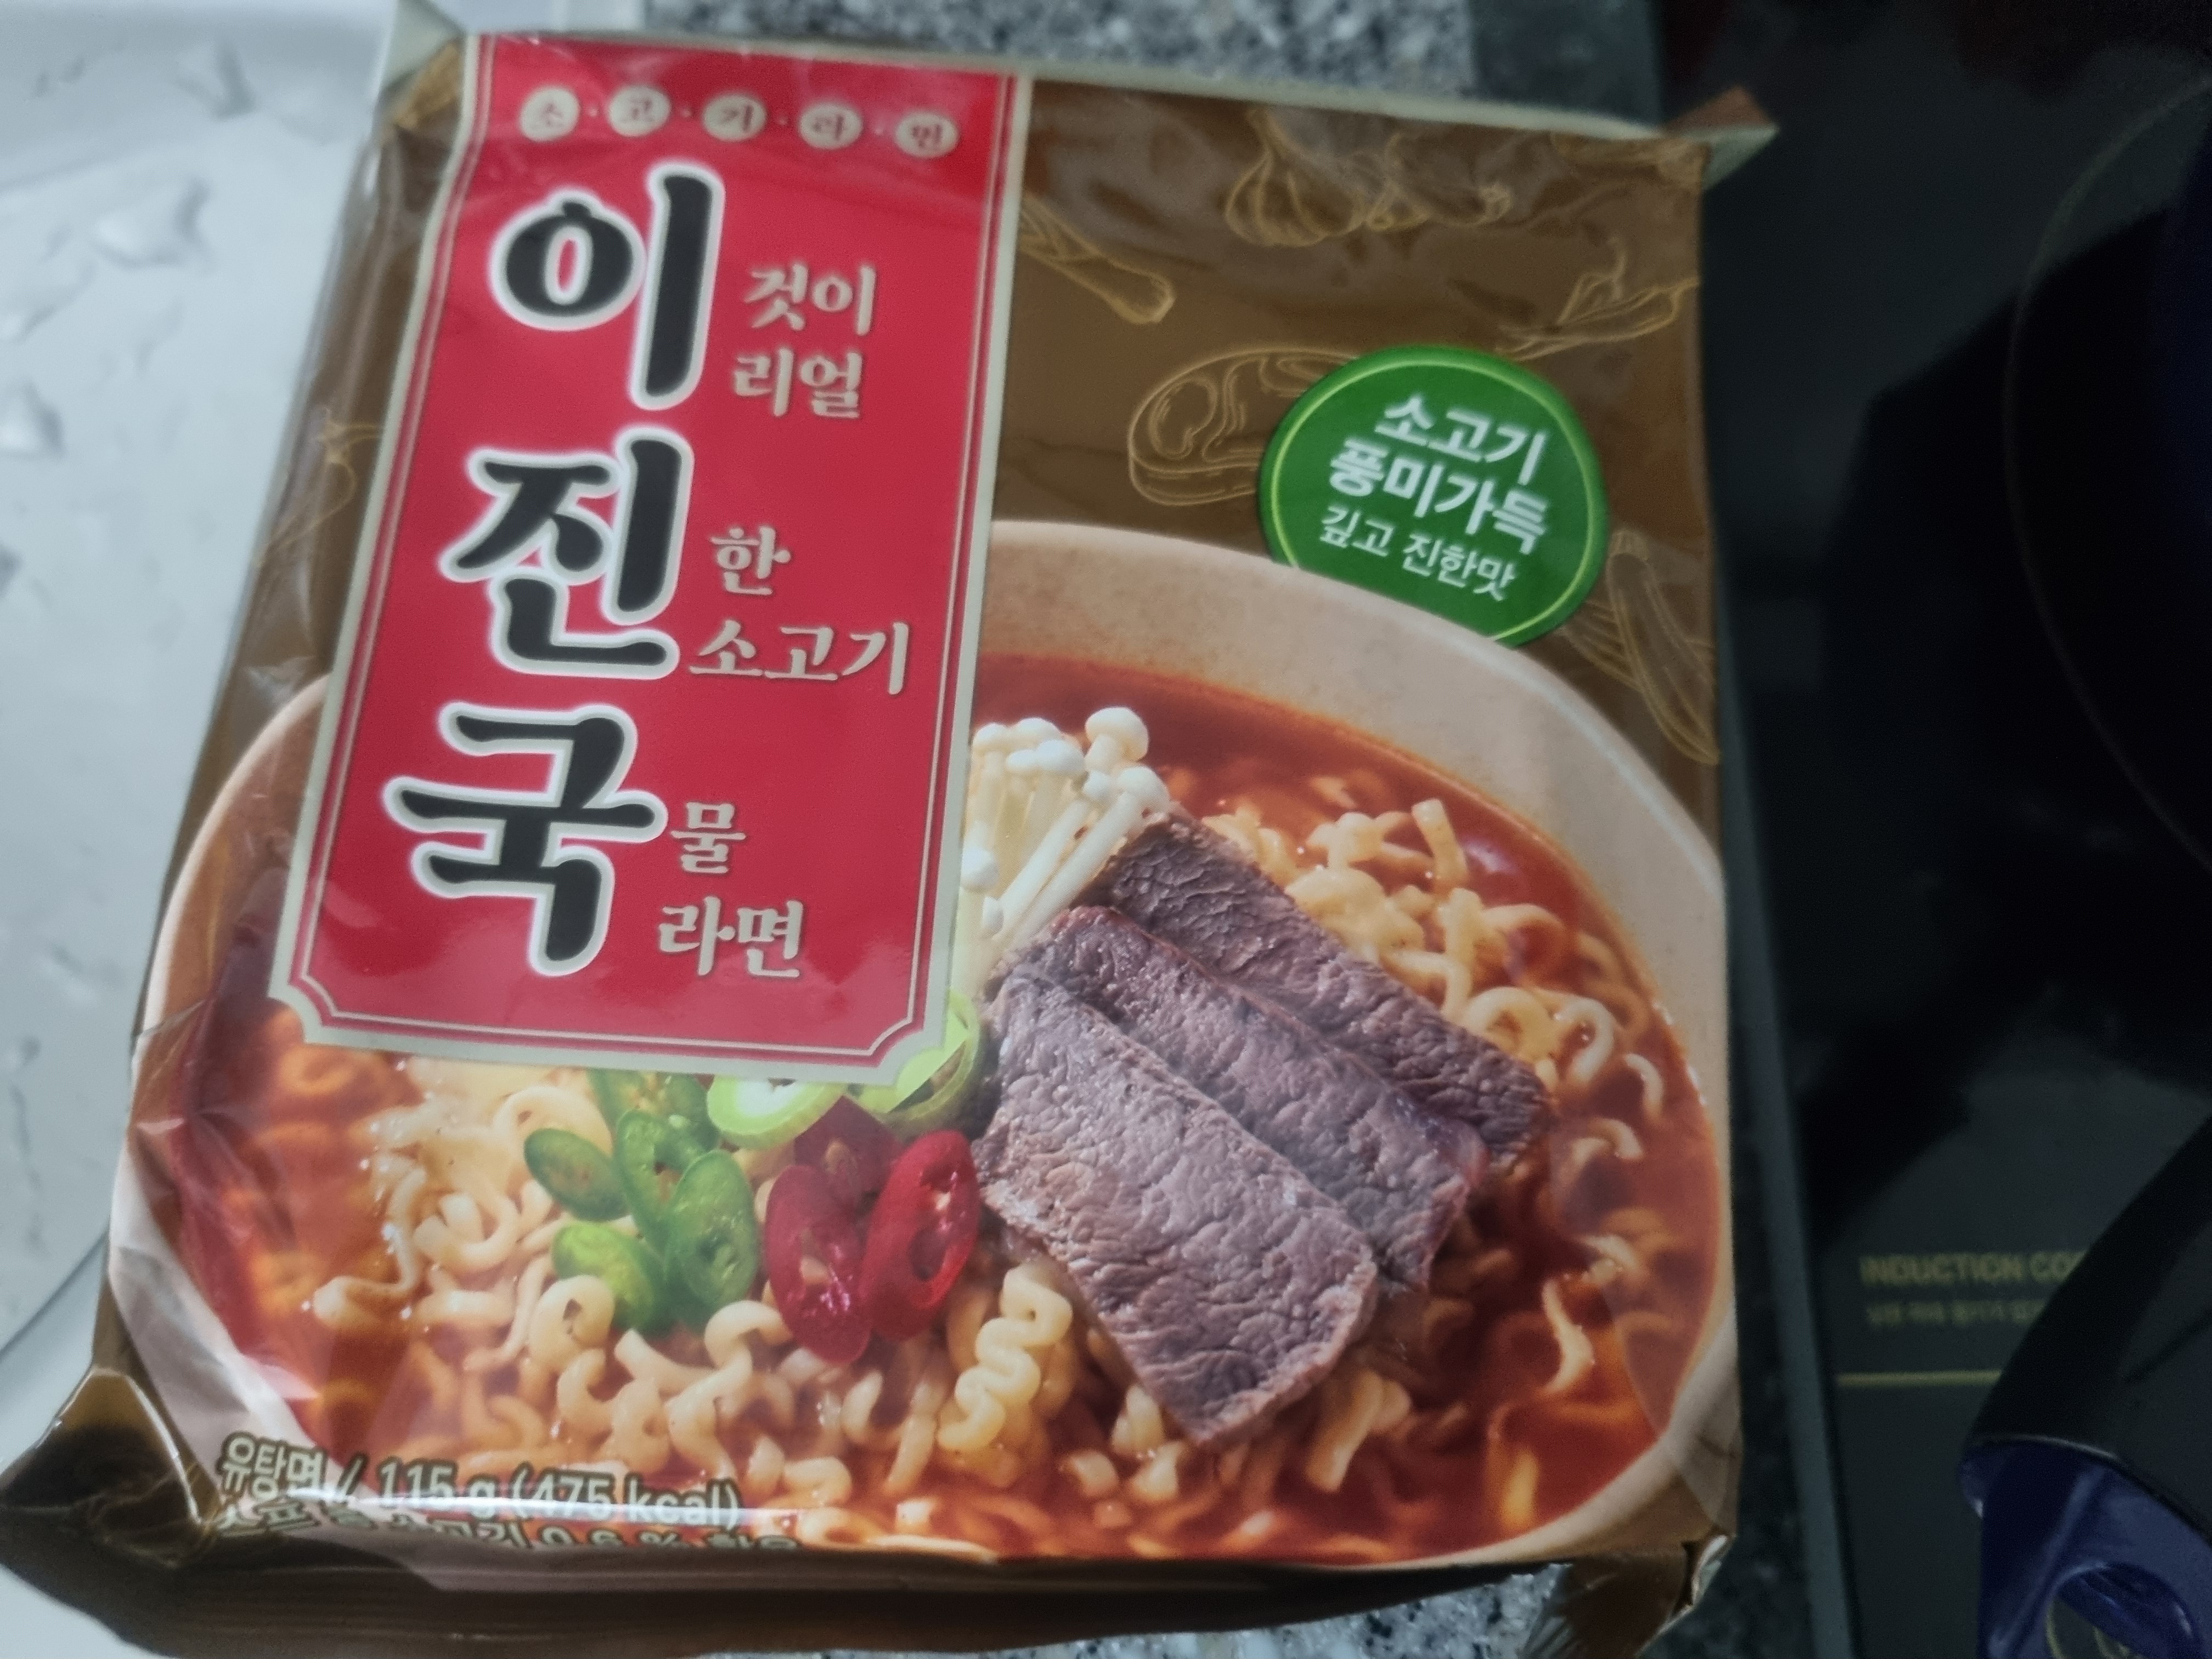 소·고·기·라·면
이것이 리얼
진한 소고기
국물 라면
소고기
풍미가득
깊고 진한맛
유탕면 / 115 g (475 kcal)
INDUCTION